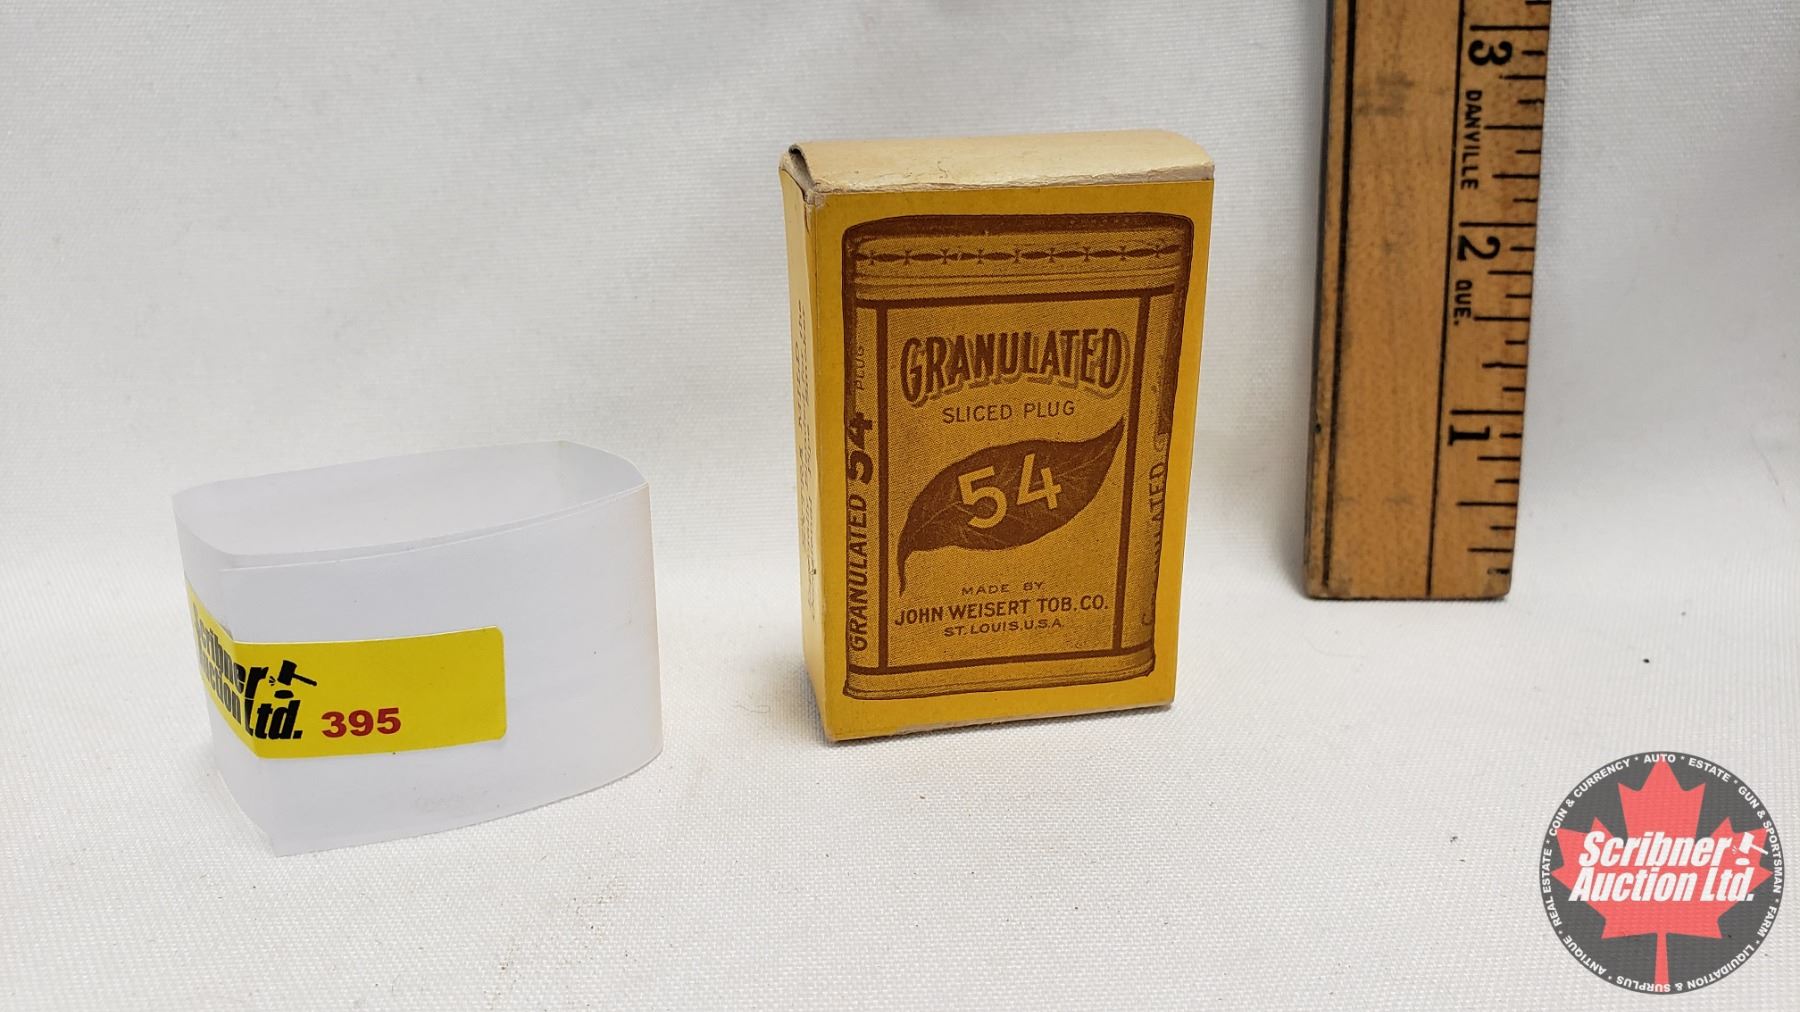 Scribner
Auction Ltd.
395
GRANULATED
SLICED PLUG
54
MADE BY
JOHN WEISERT TOB. CO.
ST. LOUIS. U.S.A.
GRANULATED 54 PLUG
3
DANVILLE
2
QUE.
1
Scribner
Auction Ltd.
COIN & CURRENCY * AUTO * ESTATE * GUN & SPORTSMAN * FARM * LIQUIDATION & SURPLUS * ANTIQUE * REAL ESTATE *